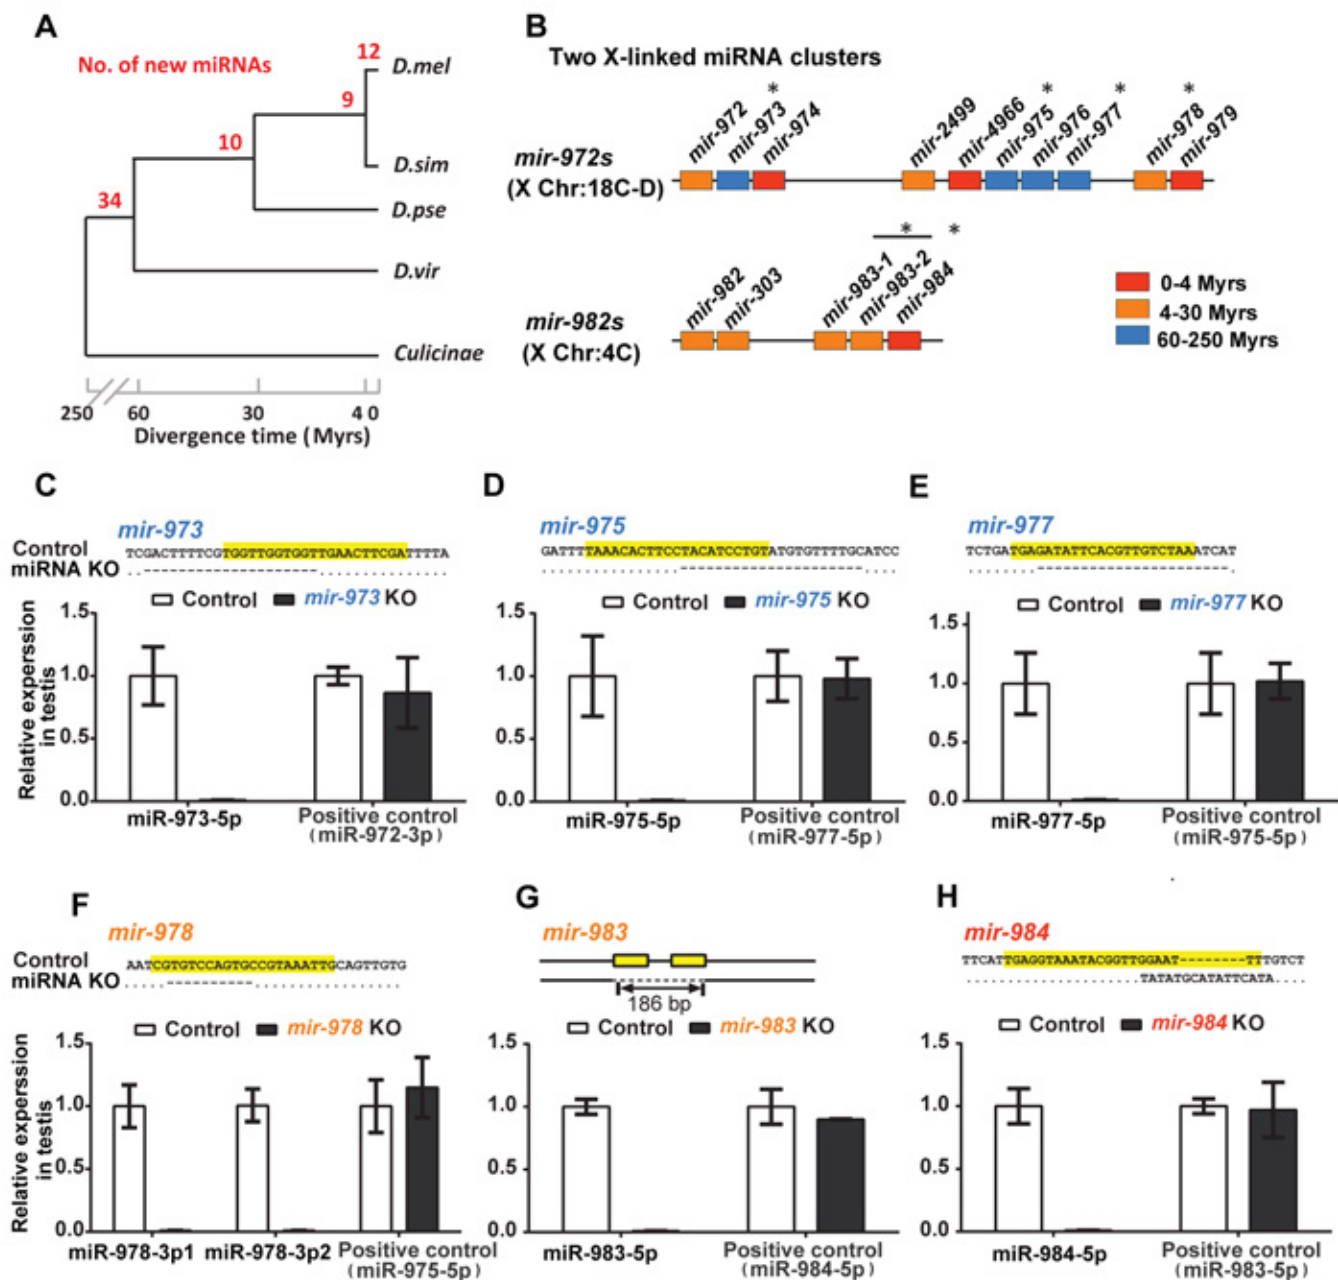 A
No. of new miRNAs
12
9
10
34
D.mel
D.sim
D.pse
D.vir
Culicinae
250 60 30 4 0
Divergence time (Myrs)
B
Two X-linked miRNA clusters
* * * *
mir-972 mir-973 mir-974 mir-2499 mir-4966 mir-975 mir-976 mir-977 mir-978 mir-979
mir-972s
(X Chr:18C-D)
* *
mir-982 mir-303 mir-983-1 mir-983-2 mir-984
mir-982s
(X Chr:4C)
0-4 Myrs
4-30 Myrs
60-250 Myrs
C
mir-973
Control TCGACTTTTCGTGGTTGGTGGTTGAACTTCGATTTTA
miRNA KO
Control mir-973 KO
Relative experssion
in testis
1.5
1.0
0.5
0.0
miR-973-5p Positive control
(miR-972-3p)
D
mir-975
GATTTTAAACACTTCCTACATCCTGTATGTGTTTTGCATCC
Control mir-975 KO
1.5
1.0
0.5
0.0
miR-975-5p Positive control
(miR-977-5p)
E
mir-977
TCTGATGAGATATTCACGTTGTCTAAATCAT
Control mir-977 KO
1.5
1.0
0.5
0.0
miR-977-5p Positive control
(miR-975-5p)
F
mir-978
Control AATCGTGTCCAGTGCCGTAAATTGCAGTTGTG
miRNA KO
Control mir-978 KO
Relative experssion
in testis
1.5
1.0
0.5
0.0
miR-978-3p1 miR-978-3p2 Positive control
(miR-975-5p)
G
mir-983
186 bp
Control mir-983 KO
1.5
1.0
0.5
0.0
miR-983-5p Positive control
(miR-984-5p)
H
mir-984
TTCATTGAGGTAAATACGGTTGGAAT--------TTTGTCT
TATATGCATATTCATA
Control mir-984 KO
1.5
1.0
0.5
0.0
miR-984-5p Positive control
(miR-983-5p)